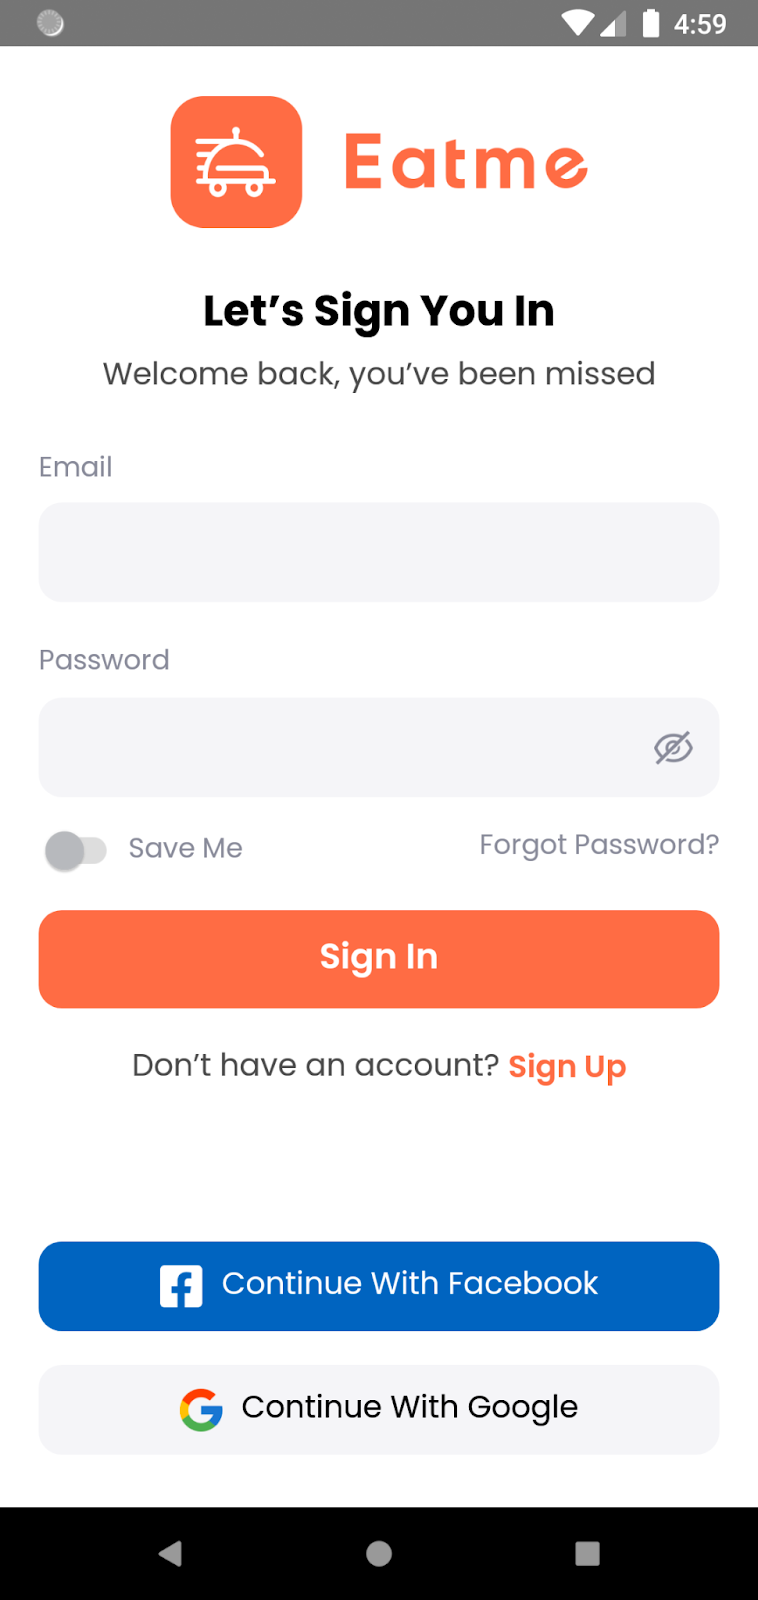 4:59
Eatme
Let’s Sign You In
Welcome back, you’ve been missed
Email
Password
Save Me
Forgot Password?
Sign In
Don’t have an account? Sign Up
Continue With Facebook
Continue With Google